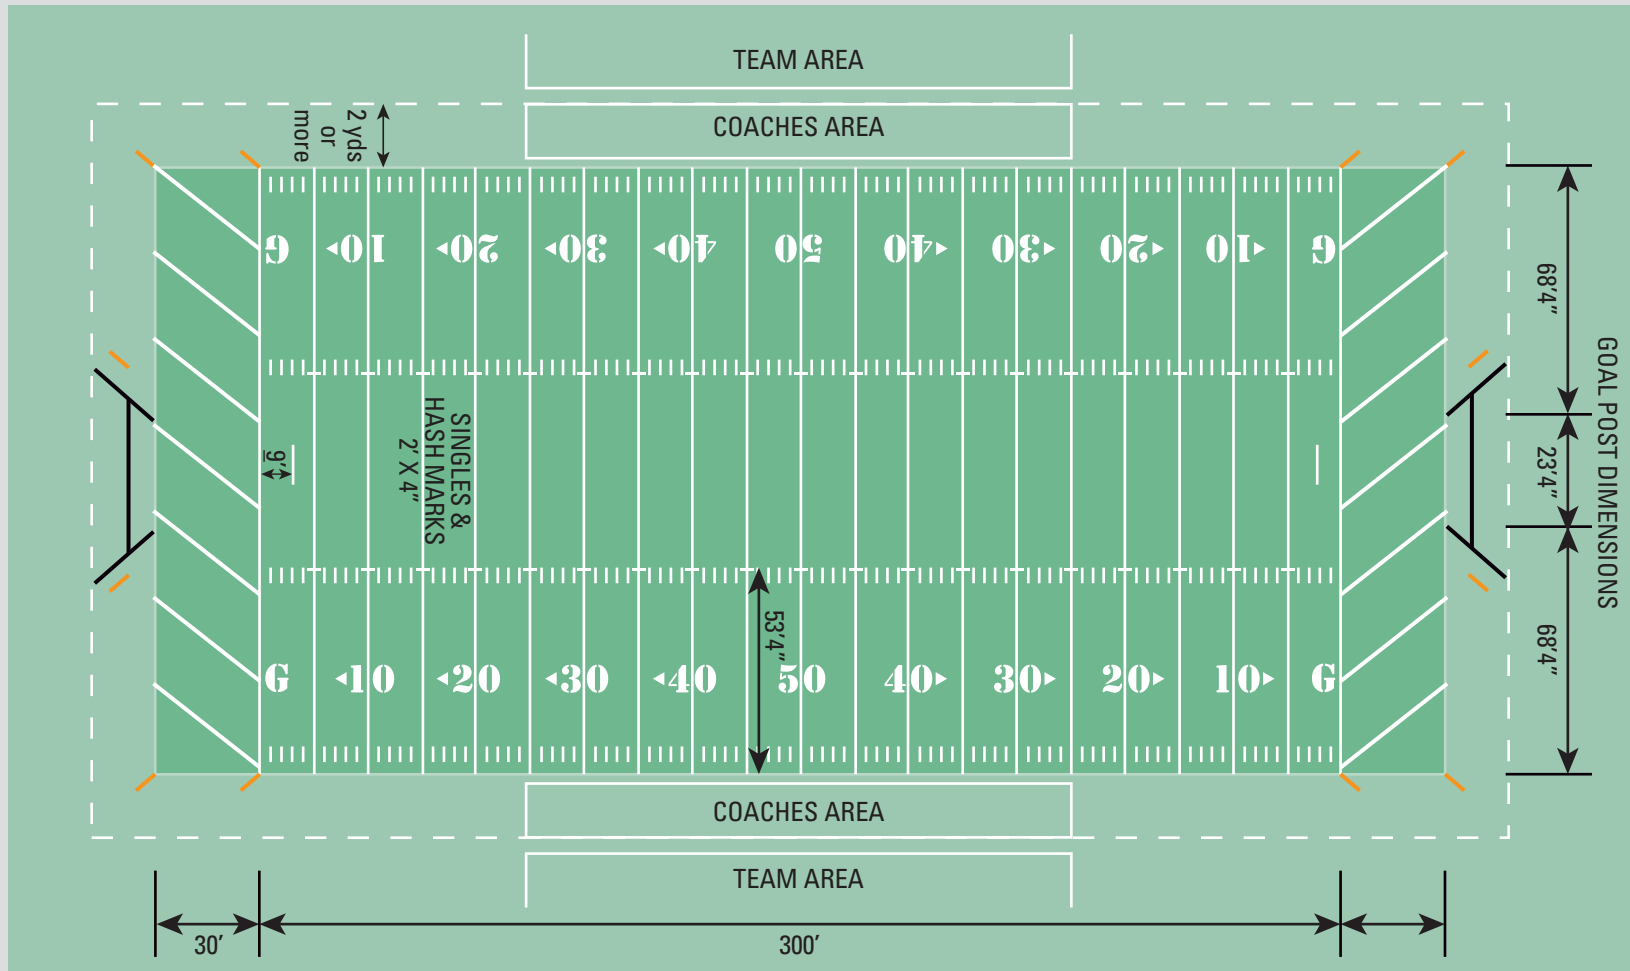 TEAM AREA
COACHES AREA
2 yds
or
more
G 10 20 30 40 50 40 30 20 10 G
68'4"
GOAL POST DIMENSIONS
SINGLES &
HASH MARKS
2' X 4"
9'
23'4"
53'4"
68'4"
G 10 20 30 40 50 40 30 20 10 G
COACHES AREA
TEAM AREA
30'
300'